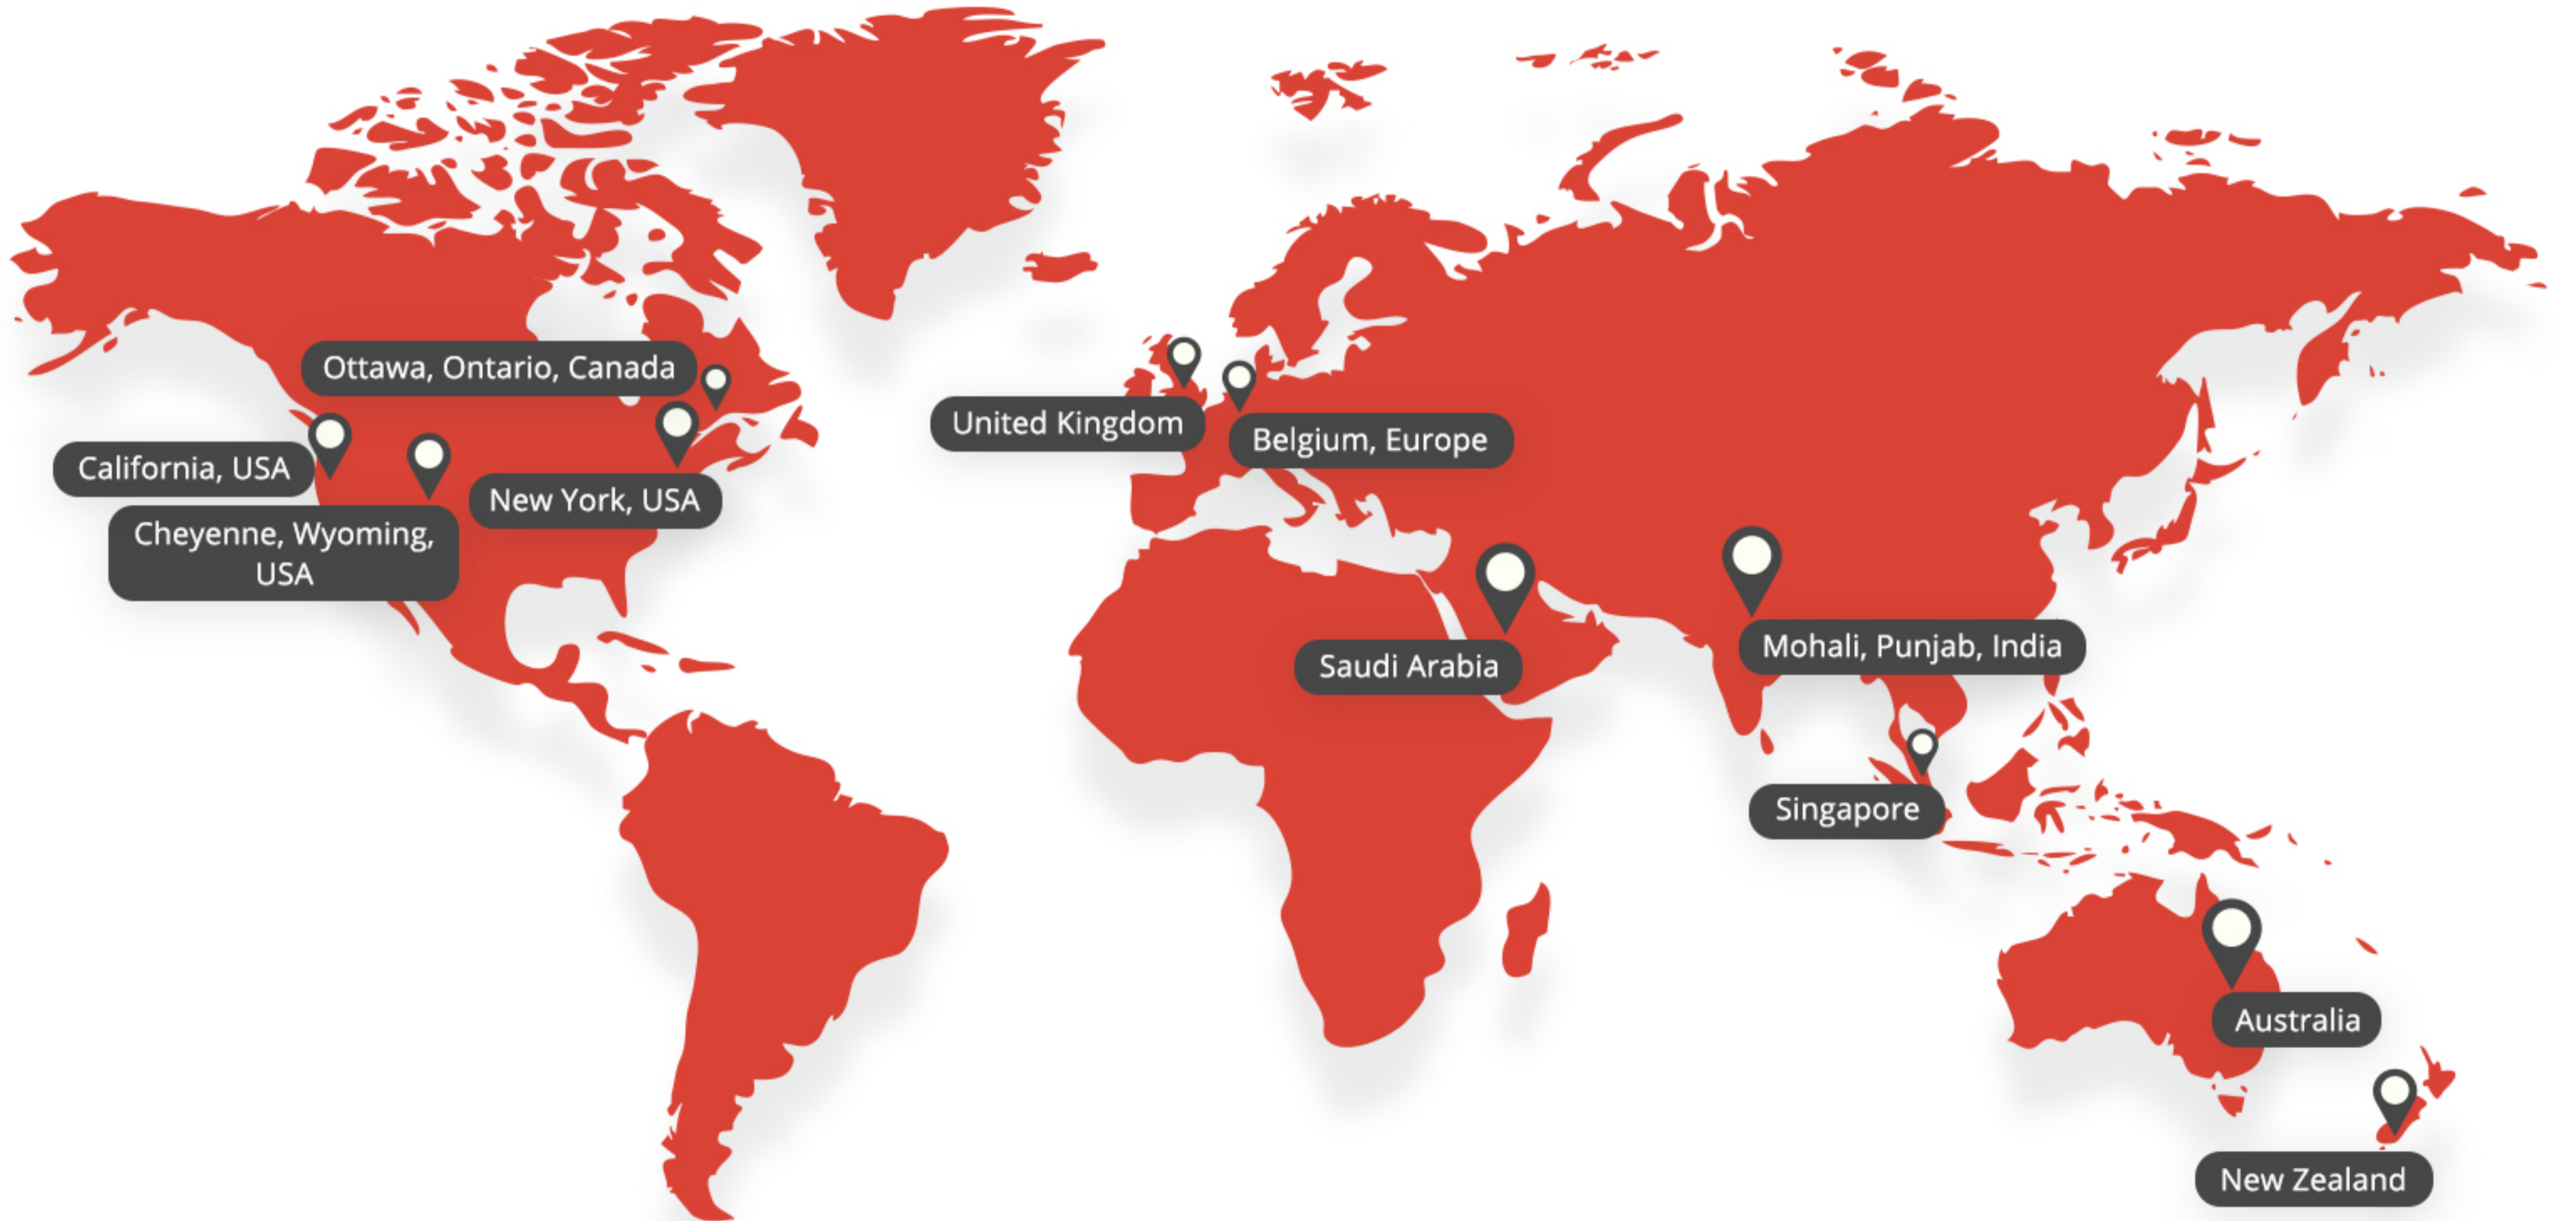 Ottawa, Ontario, Canada
California, USA
Cheyenne, Wyoming,
USA
New York, USA
United Kingdom
Belgium, Europe
Saudi Arabia
Mohali, Punjab, India
Singapore
Australia
New Zealand